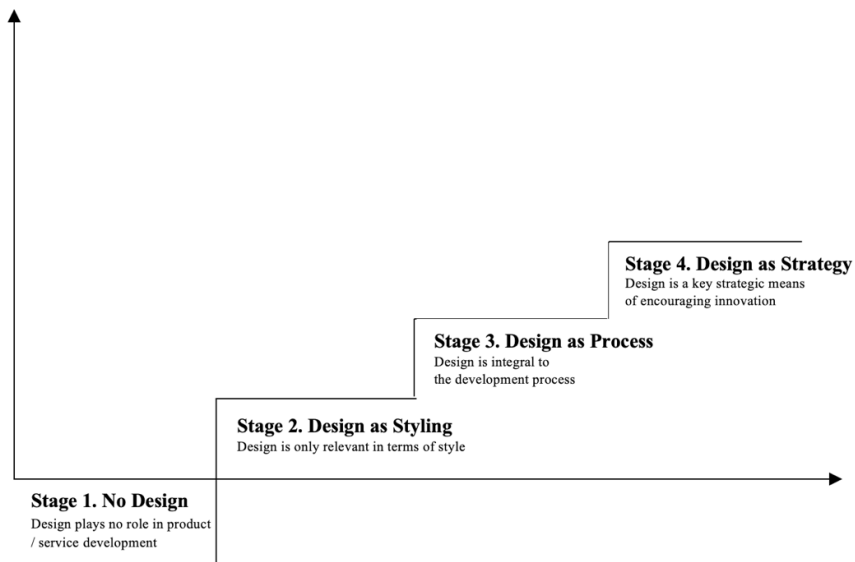 Stage 4. Design as Strategy
Design is a key strategic means
of encouraging innovation
Stage 3. Design as Process
Design is integral to
the development process
Stage 2. Design as Styling
Design is only relevant in terms of style
Stage 1. No Design
Design plays no role in product
/ service development